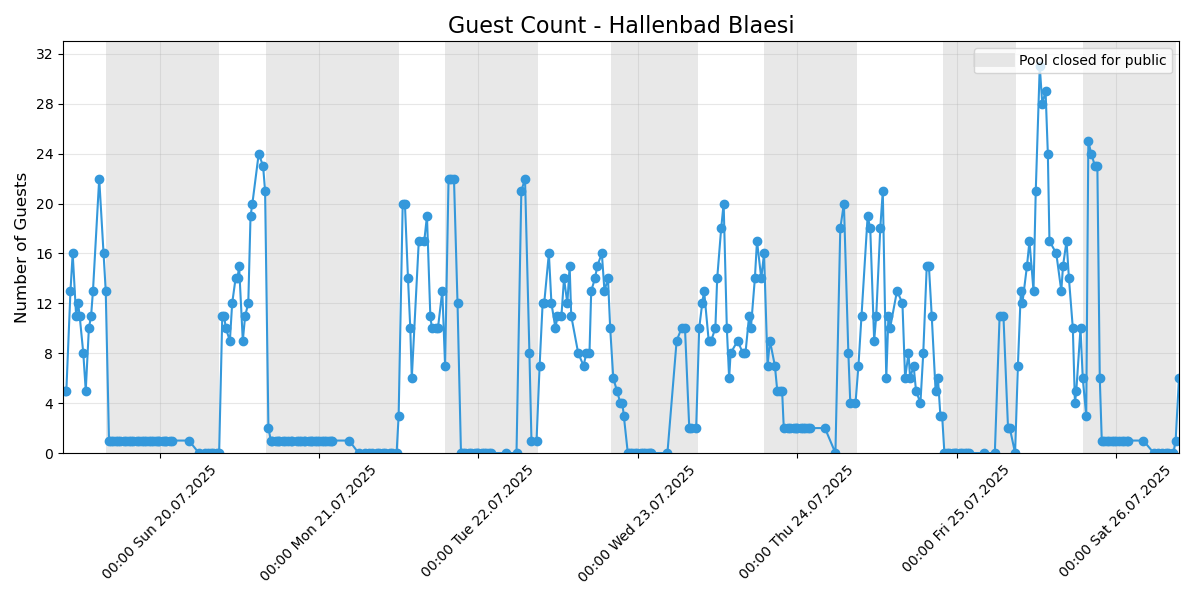 Guest Count - Hallenbad Blaesi
Pool closed for public
Number of Guests
32
28
24
20
16
12
8
4
0
00:00 Sun 20.07.2025
00:00 Mon 21.07.2025
00:00 Tue 22.07.2025
00:00 Wed 23.07.2025
00:00 Thu 24.07.2025
00:00 Fri 25.07.2025
00:00 Sat 26.07.2025